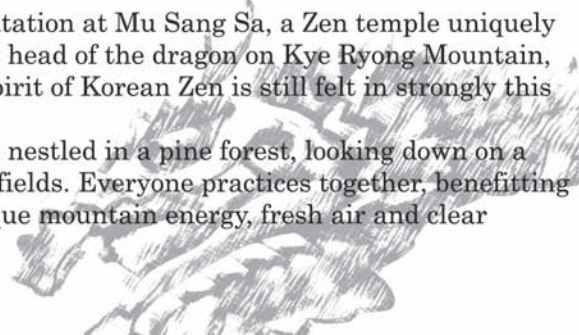 tation at Mu Sang Sa, a Zen temple uniquely
head of the dragon on Kye Ryong Mountain,
pirit of Korean Zen is still felt in strongly this
nestled in a pine forest, looking down on a
fields. Everyone practices together, benefitting
que mountain energy, fresh air and clear